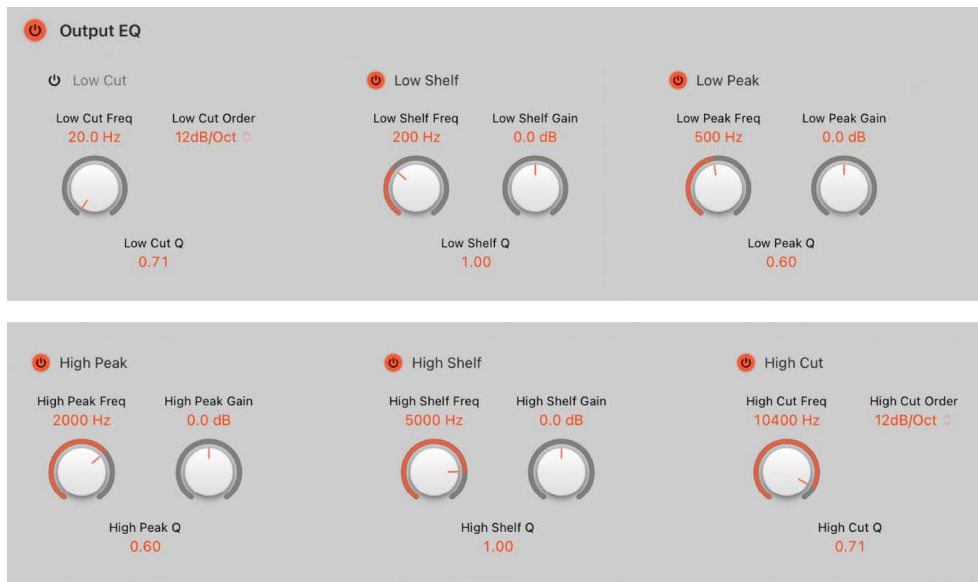 Output EQ
Low Cut
Low Shelf
Low Peak
Low Cut Freq
Low Cut Order
Low Shelf Freq
Low Shelf Gain
Low Peak Freq
Low Peak Gain
20.0 Hz
12dB/Oct
200 Hz
0.0 dB
500 Hz
0.0 dB
Low Cut Q
Low Shelf Q
Low Peak Q
0.71
1.00
0.60
High Peak
High Shelf
High Cut
High Peak Freq
High Peak Gain
High Shelf Freq
High Shelf Gain
High Cut Freq
High Cut Order
2000 Hz
0.0 dB
5000 Hz
0.0 dB
10400 Hz
12dB/Oct
High Peak Q
High Shelf Q
High Cut Q
0.60
1.00
0.71